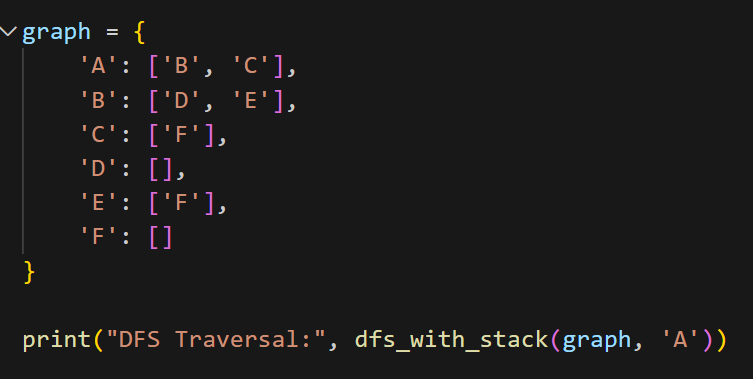 graph = {
    'A': ['B', 'C'],
    'B': ['D', 'E'],
    'C': ['F'],
    'D': [],
    'E': ['F'],
    'F': []
}
print("DFS Traversal:", dfs_with_stack(graph, 'A'))